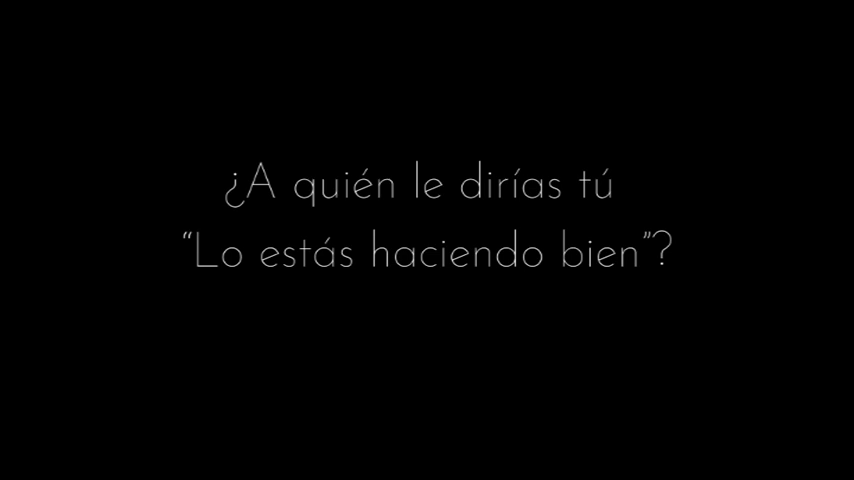 ¿A quién le dirías tú
“Lo estás haciendo bien”?